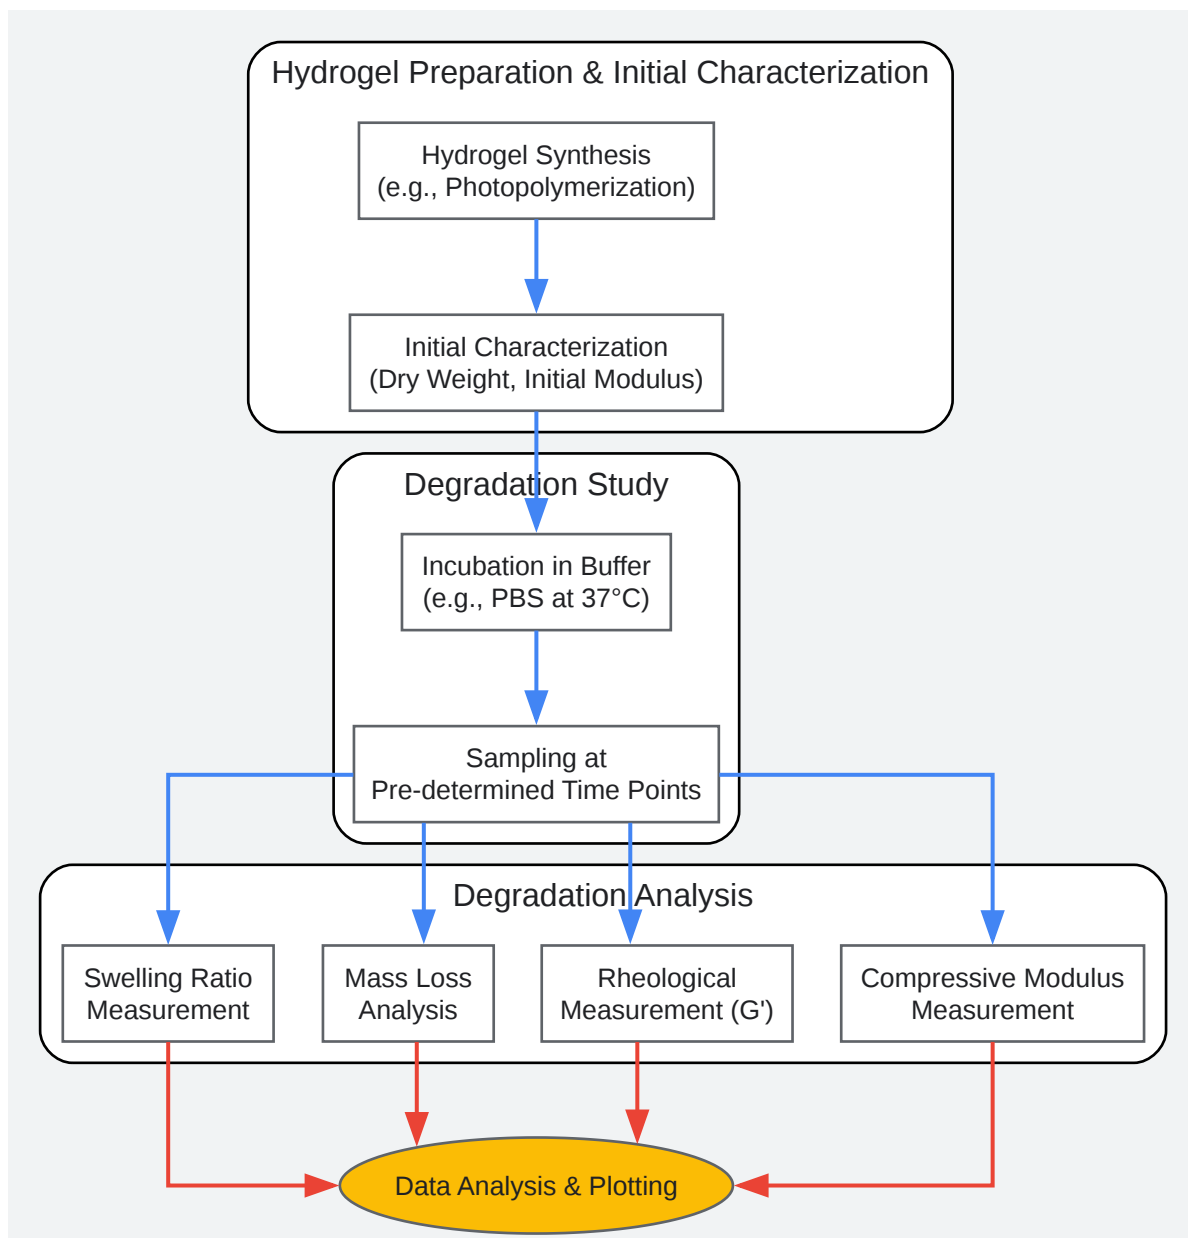 Hydrogel Preparation & Initial Characterization
Hydrogel Synthesis
(e.g., Photopolymerization)
Initial Characterization
(Dry Weight, Initial Modulus)
Degradation Study
Incubation in Buffer
(e.g., PBS at 37°C)
Sampling at
Pre-determined Time Points
Degradation Analysis
Swelling Ratio
Measurement
Mass Loss
Analysis
Rheological
Measurement (G')
Compressive Modulus
Measurement
Data Analysis & Plotting